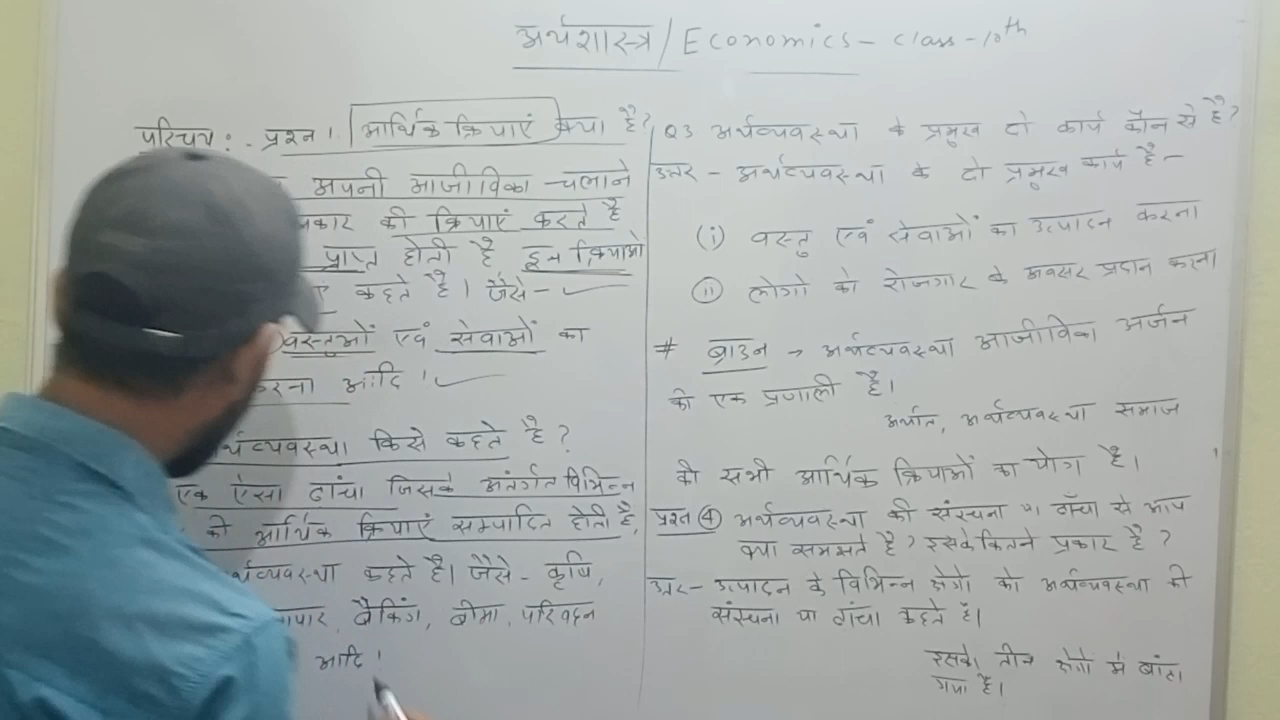 अर्थशास्त्र / Economics - class - 10th
परिचय :- प्रश्न 1. आर्थिक क्रियाएं क्या है?
अपनी आजीविका चलाने
प्रकार की क्रियाएं करते है
प्राप्त होती है इन क्रियाओं
कहते है। जैसे -
वस्तुओं एवं सेवाओं का
करना आदि।
अर्थव्यवस्था किसे कहते है?
एक ऐसा ढांचा जिसके अंतर्गत विभिन्न
की आर्थिक क्रियाएं सम्पादित होती है,
अर्थव्यवस्था कहते है। जैसे - कृषि,
बैकिंग, बीमा, परिवहन
आदि।
Q3 अर्थव्यवस्था के प्रमुख दो कार्य कौन से है?
उत्तर - अर्थव्यवस्था के दो प्रमुख कार्य है -
(i) वस्तु एवं सेवाओं का उत्पादन करना
(ii) लोगो को रोजगार के अवसर प्रदान करना
# ब्राउन → अर्थव्यवस्था आजीविका अर्जन
की एक प्रणाली है।
अर्थात, अर्थव्यवस्था समाज
की सभी आर्थिक क्रियाओं का योग है।
प्रश्न (4) अर्थव्यवस्था की संरचना या ढाँचा से आप
क्या समझते है? इसके कितने प्रकार है?
उत्तर - उत्पादन के विभिन्न क्षेत्रो को अर्थव्यवस्था की
संरचना या ढांचा कहते है।
इसके तीन क्षेत्रो में बांटा
गया है।